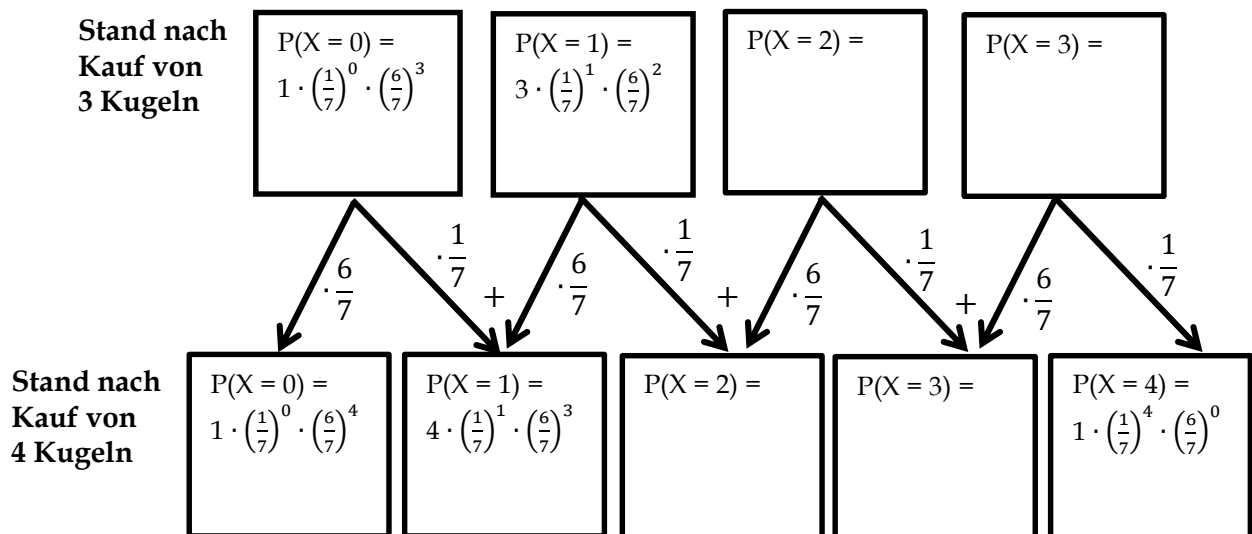 Stand nach
Kauf von
3 Kugeln
P(X = 0) =
1 · (1/7)^0 · (6/7)^3
P(X = 1) =
3 · (1/7)^1 · (6/7)^2
P(X = 2) =
P(X = 3) =
· 6/7
· 1/7
+
· 6/7
· 1/7
+
· 6/7
· 1/7
+
· 6/7
· 1/7
Stand nach
Kauf von
4 Kugeln
P(X = 0) =
1 · (1/7)^0 · (6/7)^4
P(X = 1) =
4 · (1/7)^1 · (6/7)^3
P(X = 2) =
P(X = 3) =
P(X = 4) =
1 · (1/7)^4 · (6/7)^0